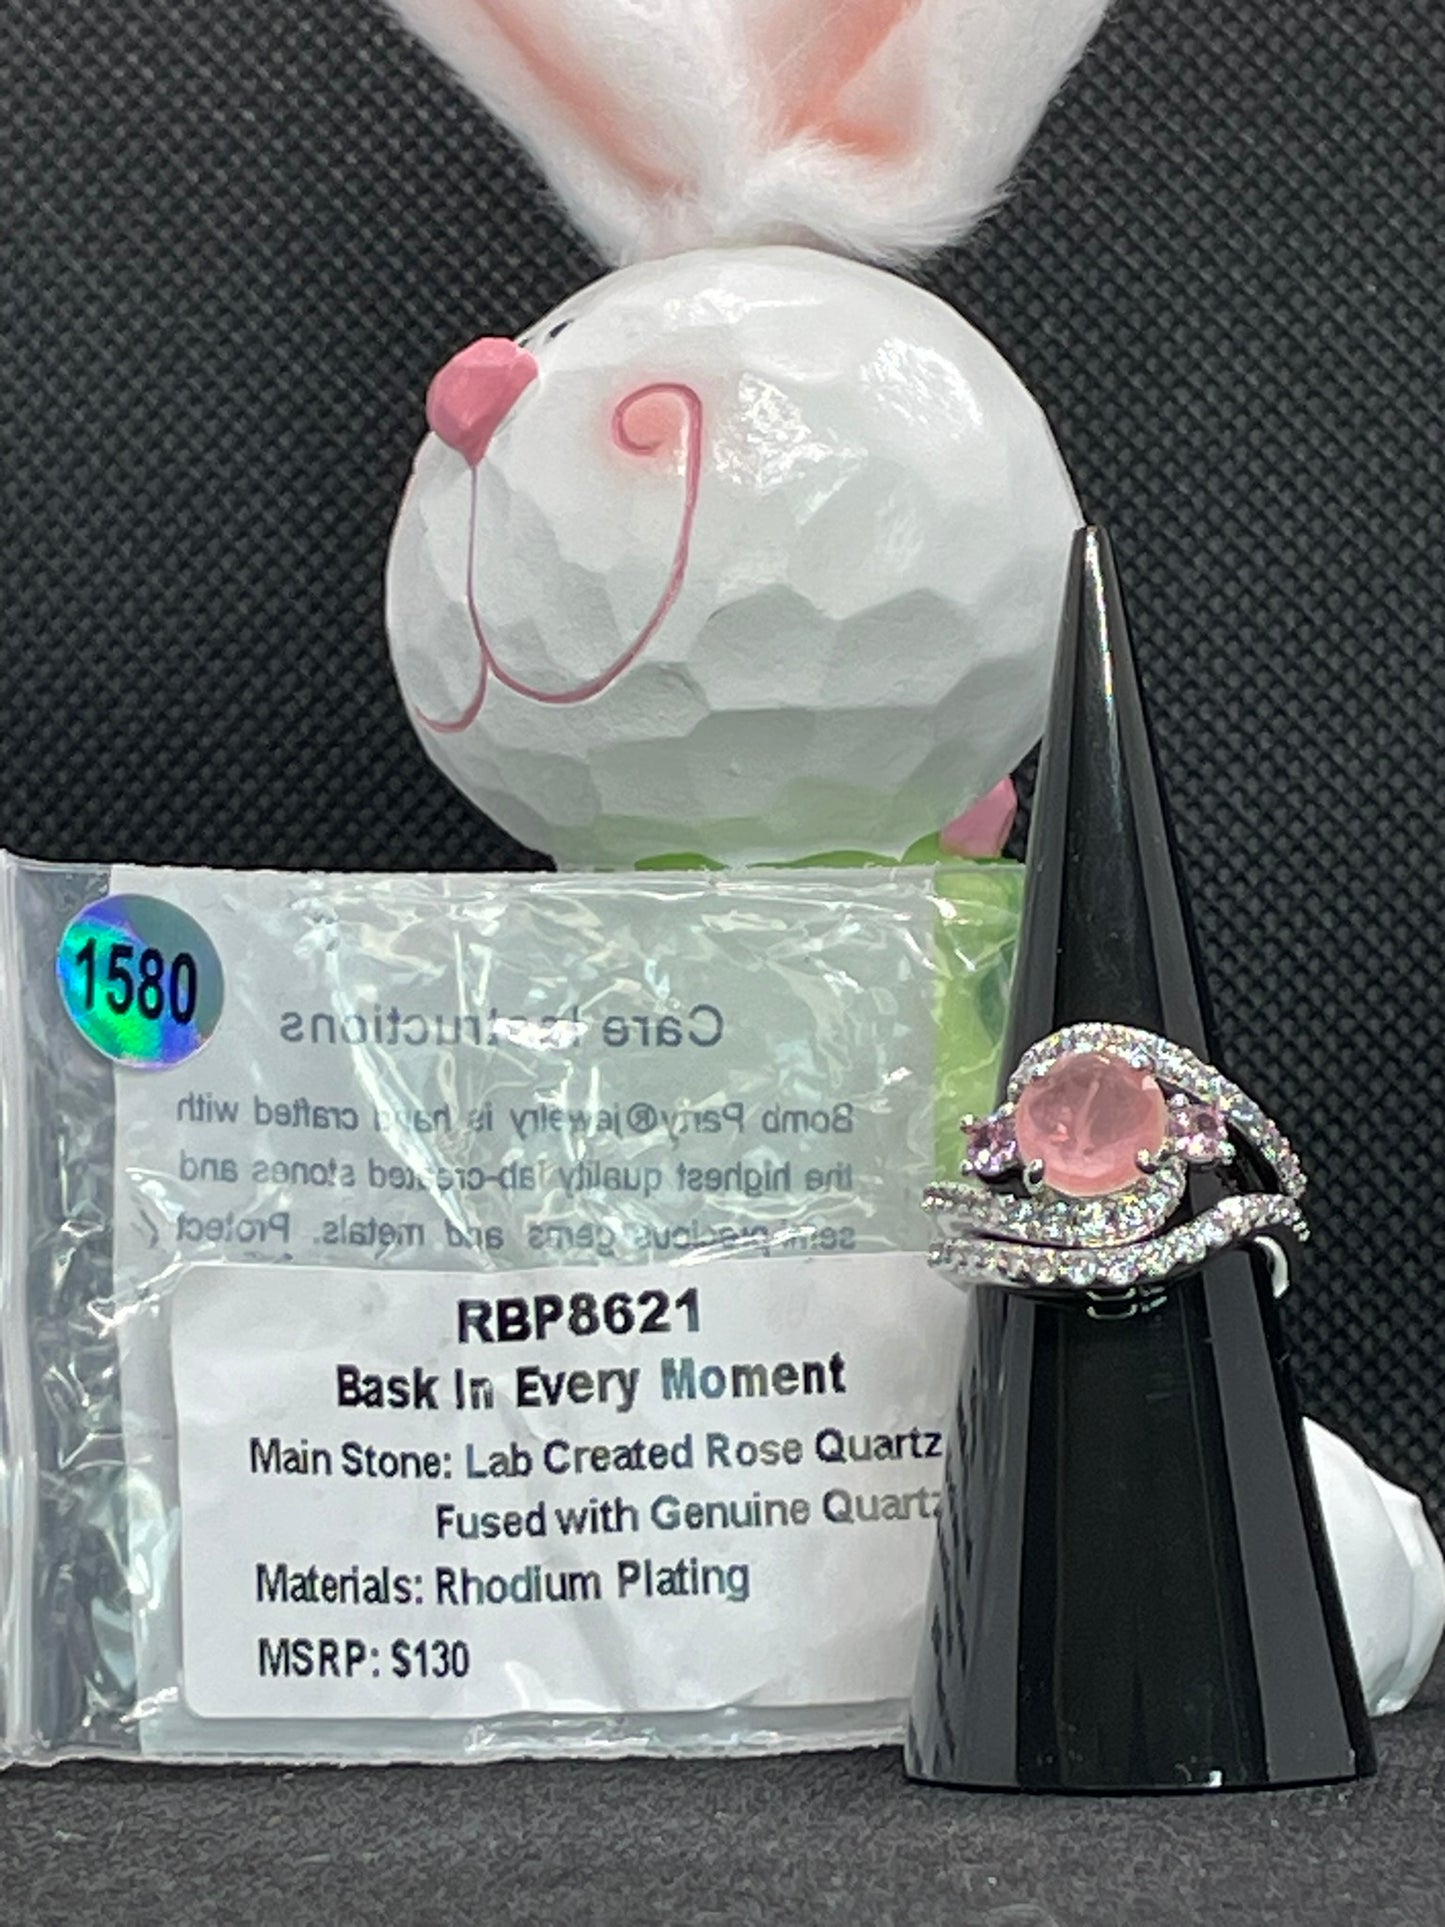 1580
Care Instructions
Bomb Party® jewelry is hand crafted with
the highest quality lab-created stones and
semi-precious gems and metals. Protect
RBP8621
Bask In Every Moment
Main Stone: Lab Created Rose Quartz
Fused with Genuine Quartz
Materials: Rhodium Plating
MSRP: $130